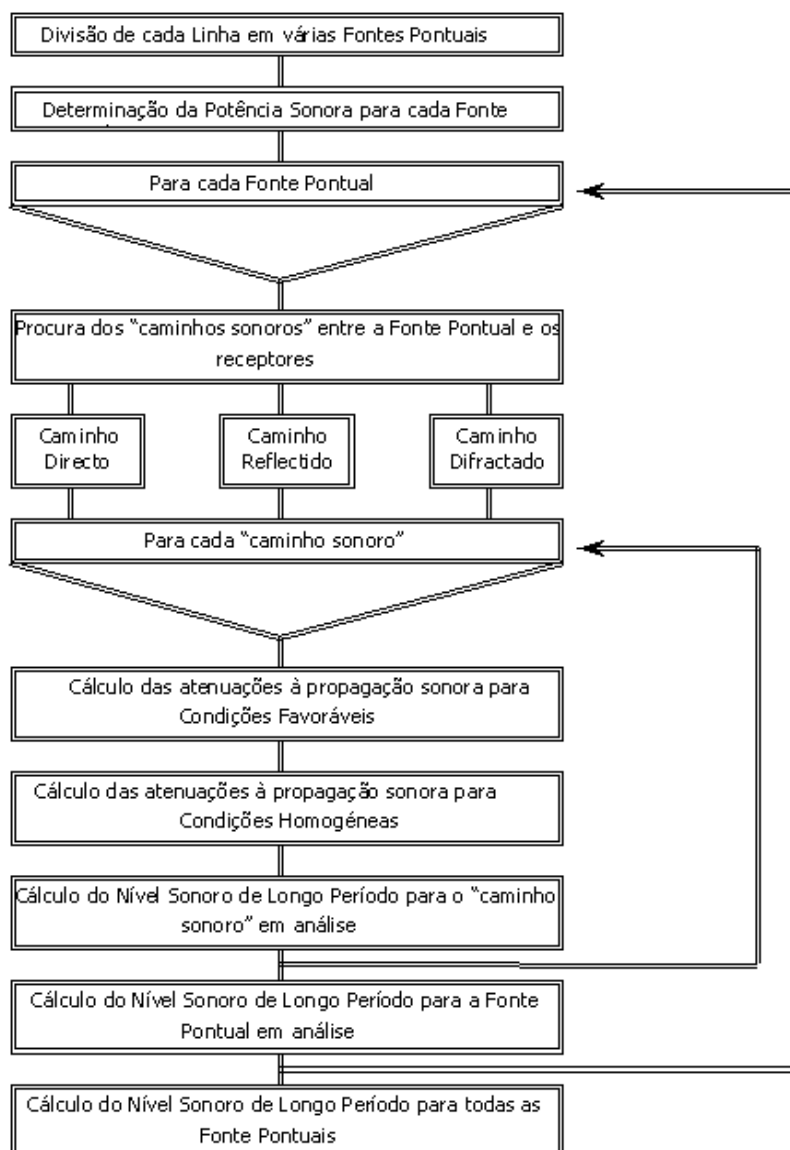 Divisão de cada Linha em várias Fontes Pontuais
Determinação da Potência Sonora para cada Fonte
Para cada Fonte Pontual
Procura dos “caminhos sonoros” entre a Fonte Pontual e os
receptores
Caminho
Directo
Caminho
Reflectido
Caminho
Difractado
Para cada “caminho sonoro”
Cálculo das atenuações à propagação sonora para
Condições Favoráveis
Cálculo das atenuações à propagação sonora para
Condições Homogéneas
Cálculo do Nível Sonoro de Longo Período para o “caminho
sonoro” em análise
Cálculo do Nível Sonoro de Longo Período para a Fonte
Pontual em análise
Cálculo do Nível Sonoro de Longo Período para todas as
Fonte Pontuais